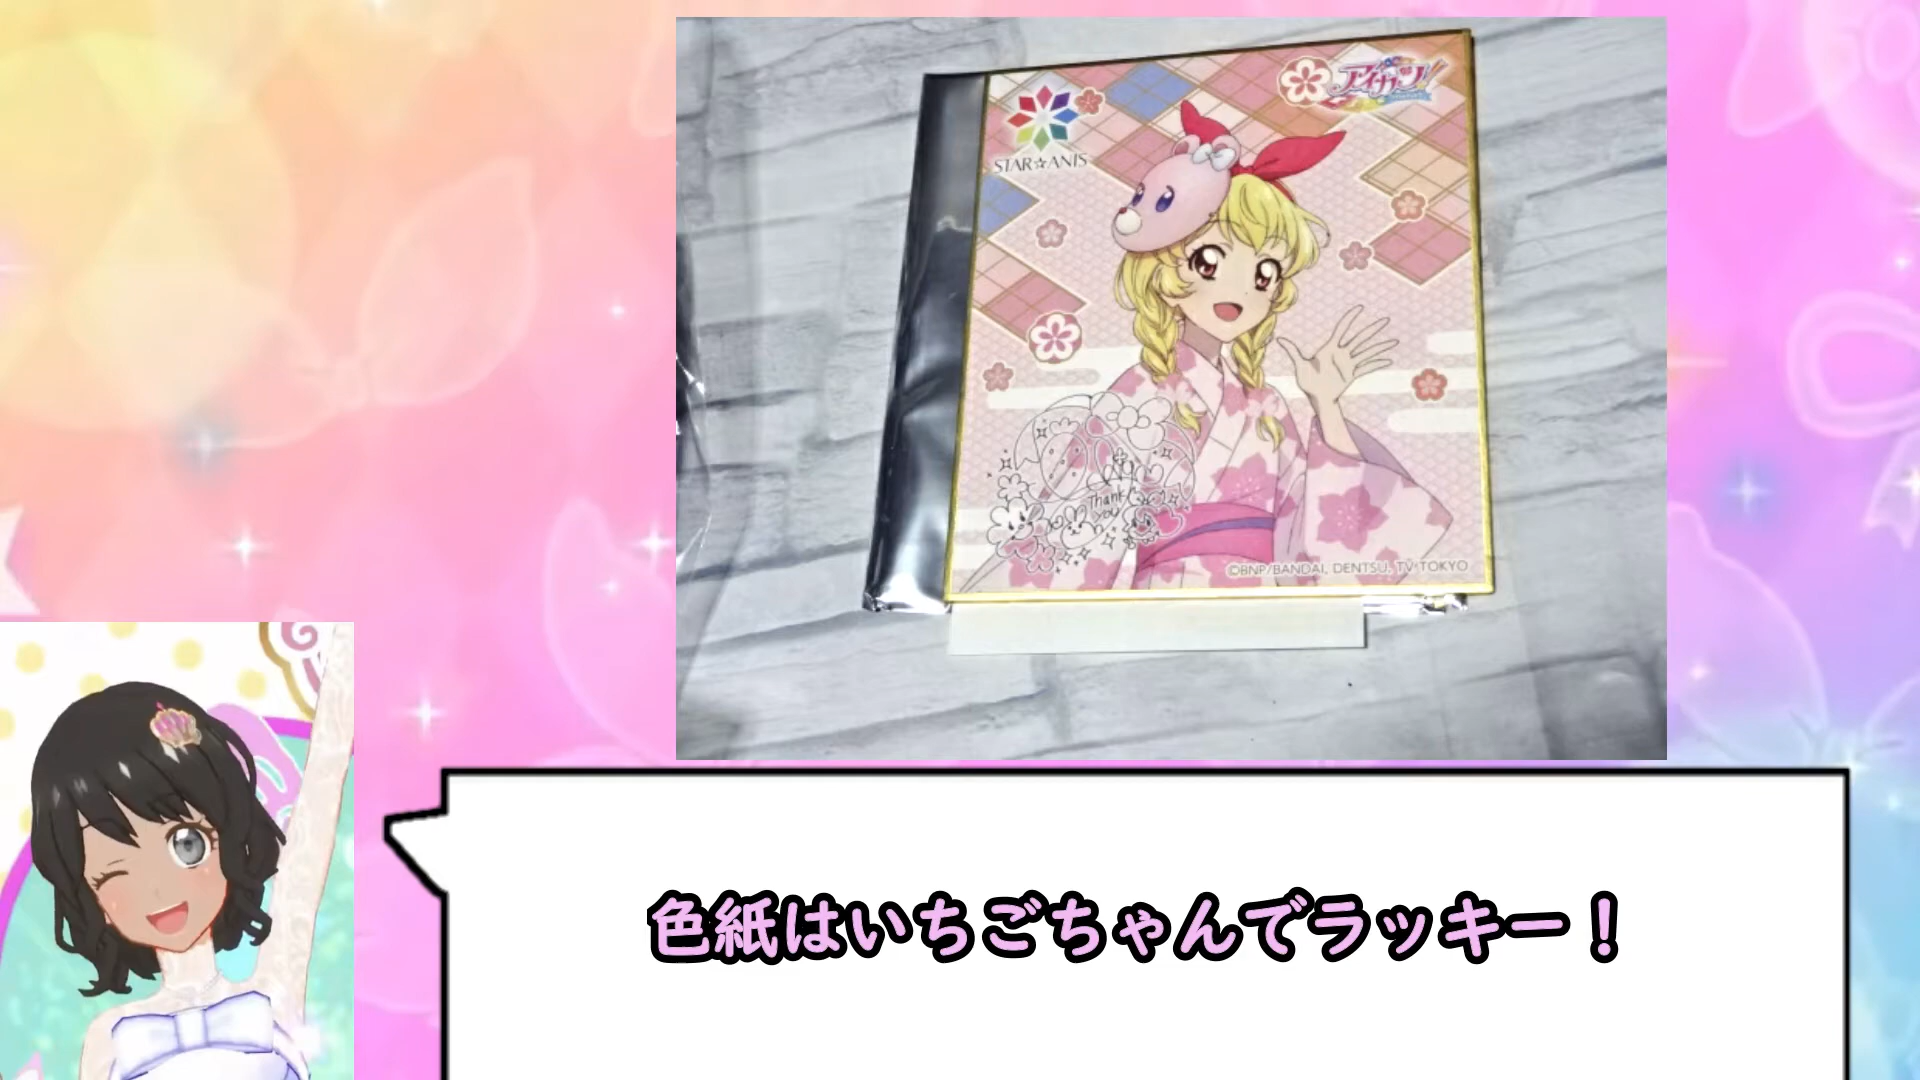 アイカツ!
STAR☆ANIS
Thank
you
©BNP/BANDAI, DENTSU, TV TOKYO
色紙はいちごちゃんでラッキー！